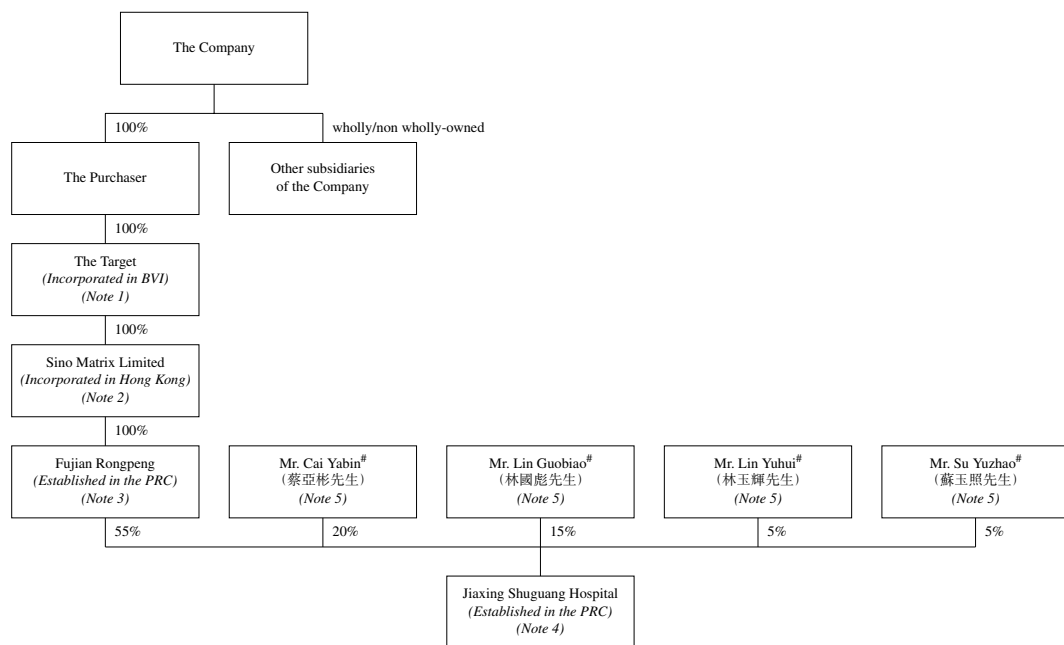 The Company
100%
wholly/non wholly-owned
The Purchaser
Other subsidiaries
of the Company
100%
The Target
(Incorporated in BVI)
(Note 1)
100%
Sino Matrix Limited
(Incorporated in Hong Kong)
(Note 2)
100%
Fujian Rongpeng
(Established in the PRC)
(Note 3)
Mr. Cai Yabin#
(蔡亞彬先生)
(Note 5)
Mr. Lin Guobiao#
(林國彪先生)
(Note 5)
Mr. Lin Yuhui#
(林玉輝先生)
(Note 5)
Mr. Su Yuzhao#
(蘇玉照先生)
(Note 5)
55%
20%
15%
5%
5%
Jiaxing Shuguang Hospital
(Established in the PRC)
(Note 4)